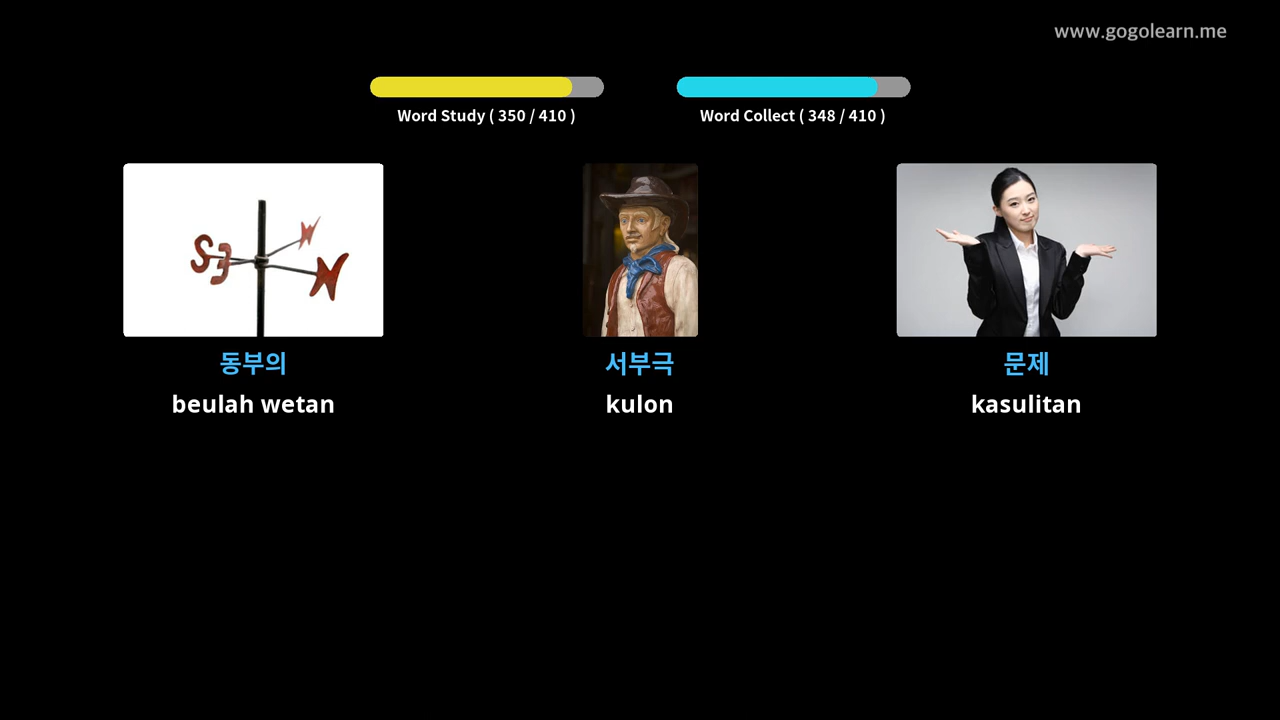 www.gogolearn.me
Word Study ( 350 / 410 )
Word Collect ( 348 / 410 )
S E N W
동부의
서부극
문제
beulah wetan
kulon
kasulitan